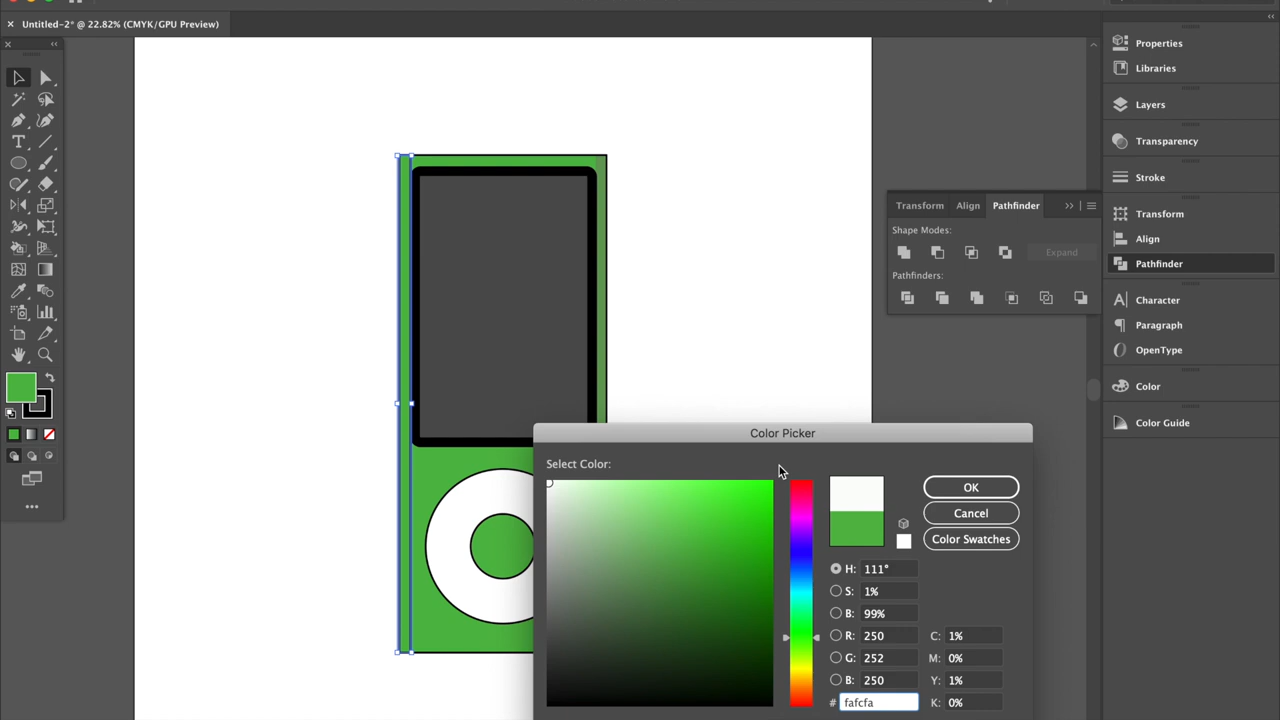 Untitled-2* @ 22.82% (CMYK/GPU Preview)
Properties
Libraries
Layers
Transparency
Stroke
Transform
Align
Pathfinder
Character
Paragraph
OpenType
Color
Color Guide
Transform Align Pathfinder
Shape Modes:
Expand
Pathfinders:
Color Picker
Select Color:
OK
Cancel
Color Swatches
H: 111°
S: 1%
B: 99%
R: 250 C: 1%
G: 252 M: 0%
B: 250 Y: 1%
# fafcfa K: 0%